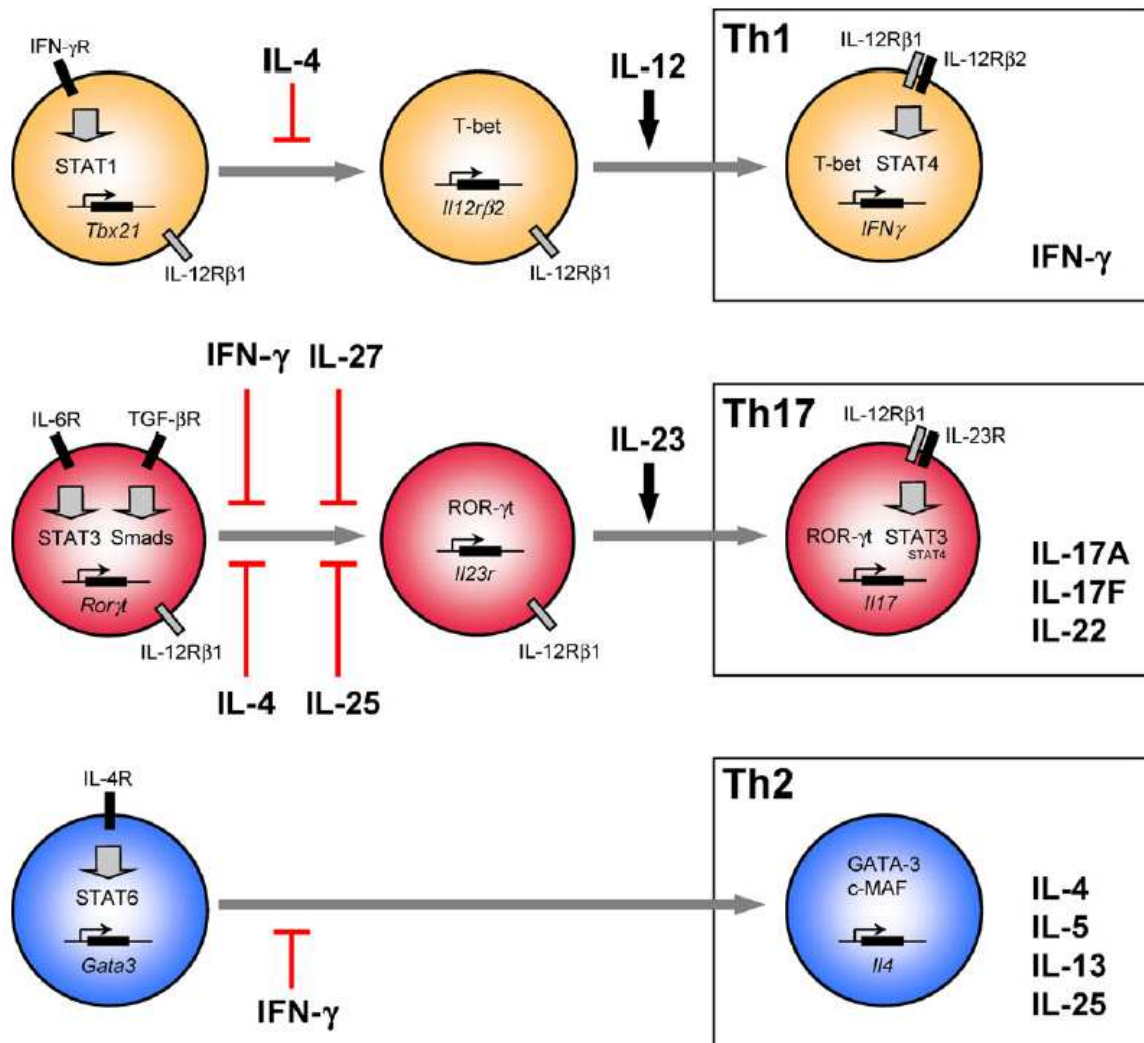 Th1
IFN-γR
IL-4
IL-12
IL-12Rβ1
IL-12Rβ2
STAT1
Tbx21
IL-12Rβ1
T-bet
Il12rβ2
IL-12Rβ1
T-bet STAT4
IFNγ
IFN-γ
IFN-γ IL-27
Th17
IL-6R TGF-βR
IL-23
IL-12Rβ1
IL-23R
STAT3 Smads
Rorγt
IL-12Rβ1
ROR-γt
Il23r
IL-12Rβ1
ROR-γt STAT3
STAT4
Il17
IL-17A
IL-17F
IL-22
IL-4 IL-25
Th2
IL-4R
STAT6
Gata3
IFN-γ
GATA-3
c-MAF
Il4
IL-4
IL-5
IL-13
IL-25